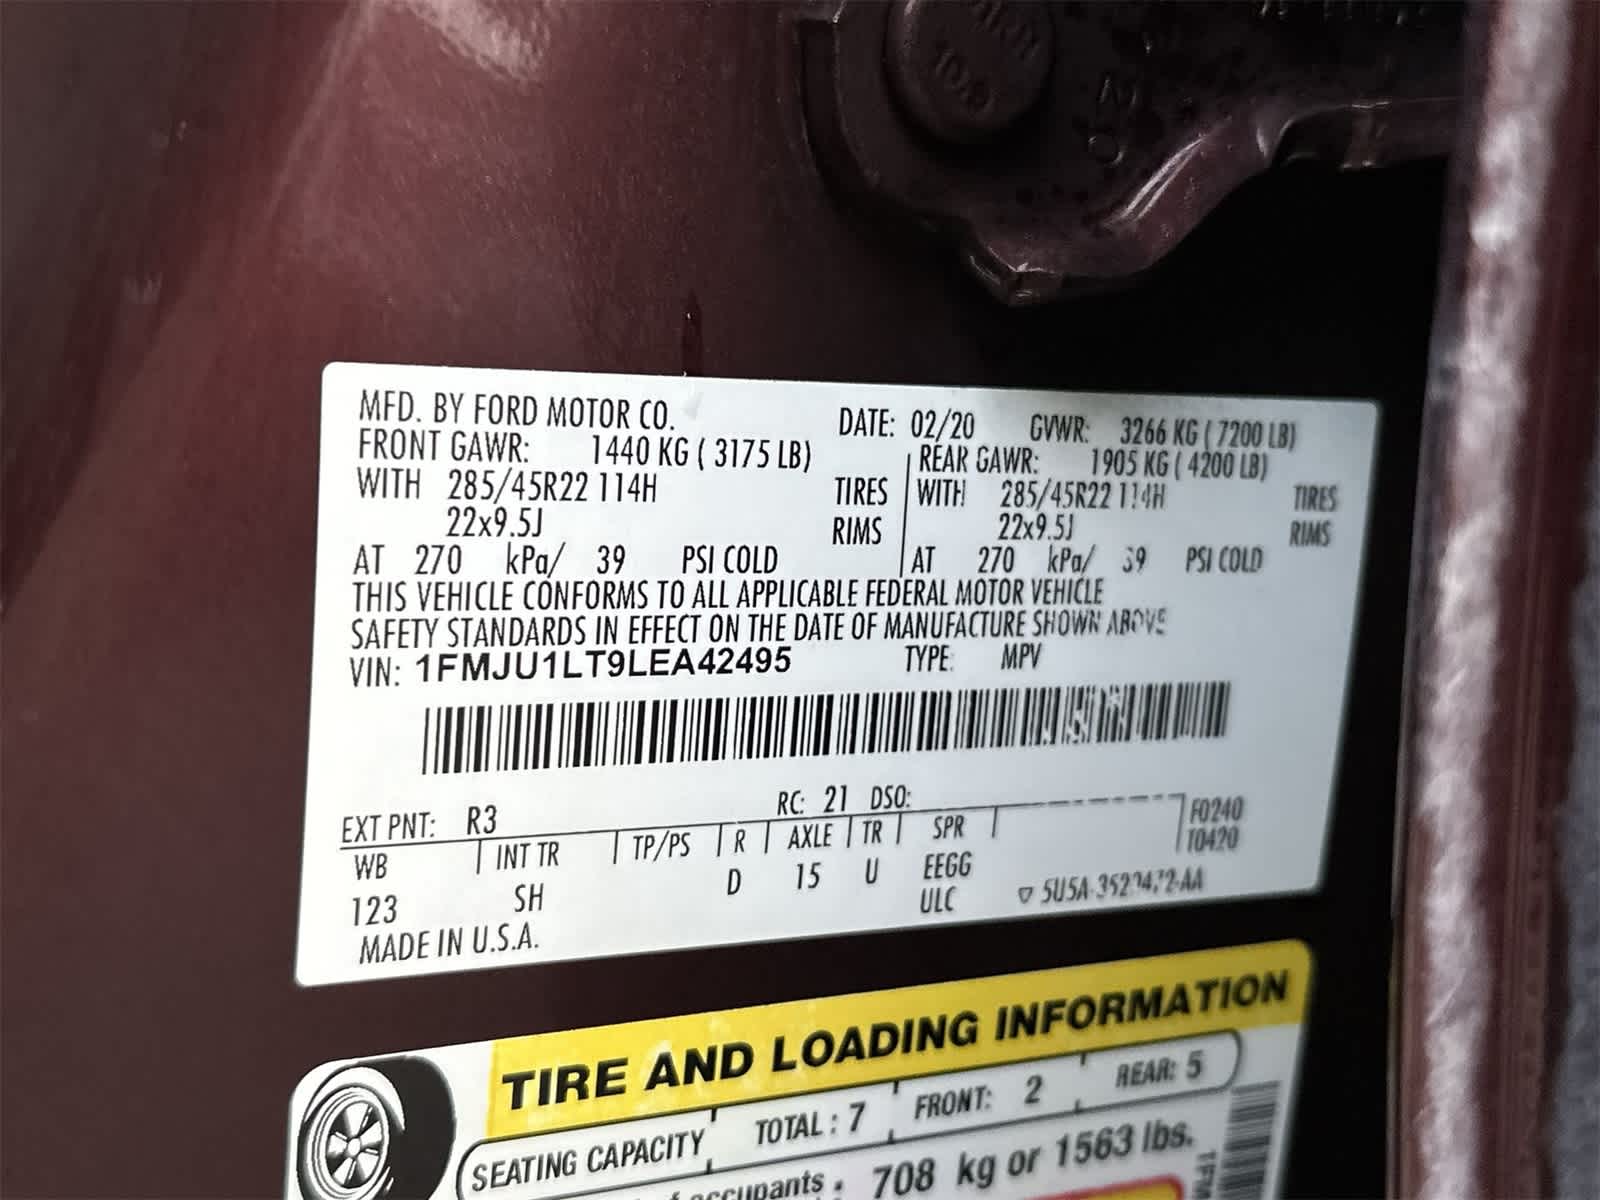 MFD. BY FORD MOTOR CO. DATE: 02/20 GVWR: 3266 KG ( 7200 LB)
FRONT GAWR: 1440 KG ( 3175 LB) REAR GAWR: 1905 KG ( 4200 LB)
WITH 285/45R22 114H TIRES WITH 285/45R22 114H TIRES
22x9.5J RIMS 22x9.5J RIMS
AT 270 kPa/ 39 PSI COLD AT 270 kPa/ 39 PSI COLD
THIS VEHICLE CONFORMS TO ALL APPLICABLE FEDERAL MOTOR VEHICLE
SAFETY STANDARDS IN EFFECT ON THE DATE OF MANUFACTURE SHOWN ABOVE
VIN: 1FMJU1LT9LEA42495 TYPE: MPV
EXT PNT: R3 RC: 21 DSO: F0240
WB INT TR TP/PS R AXLE TR SPR T0420
123 SH D 15 U EEGG
ULC
MADE IN U.S.A.
TIRE AND LOADING INFORMATION
SEATING CAPACITY TOTAL : 7 FRONT: 2 REAR: 5
occupants 708 kg or 1563 lbs.